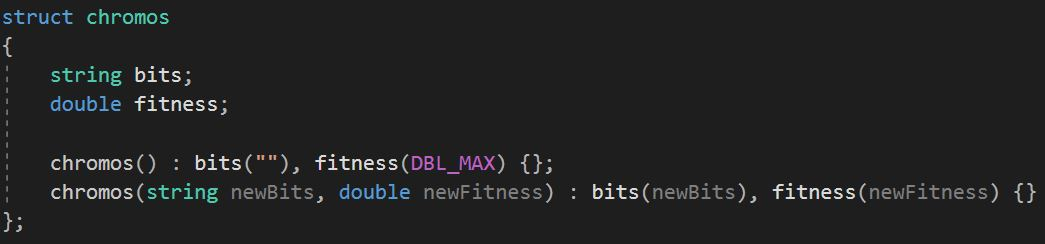 struct chromos
{
string bits;
double fitness;
chromos() : bits(""), fitness(DBL_MAX) {};
chromos(string newBits, double newFitness) : bits(newBits), fitness(newFitness) {}
};